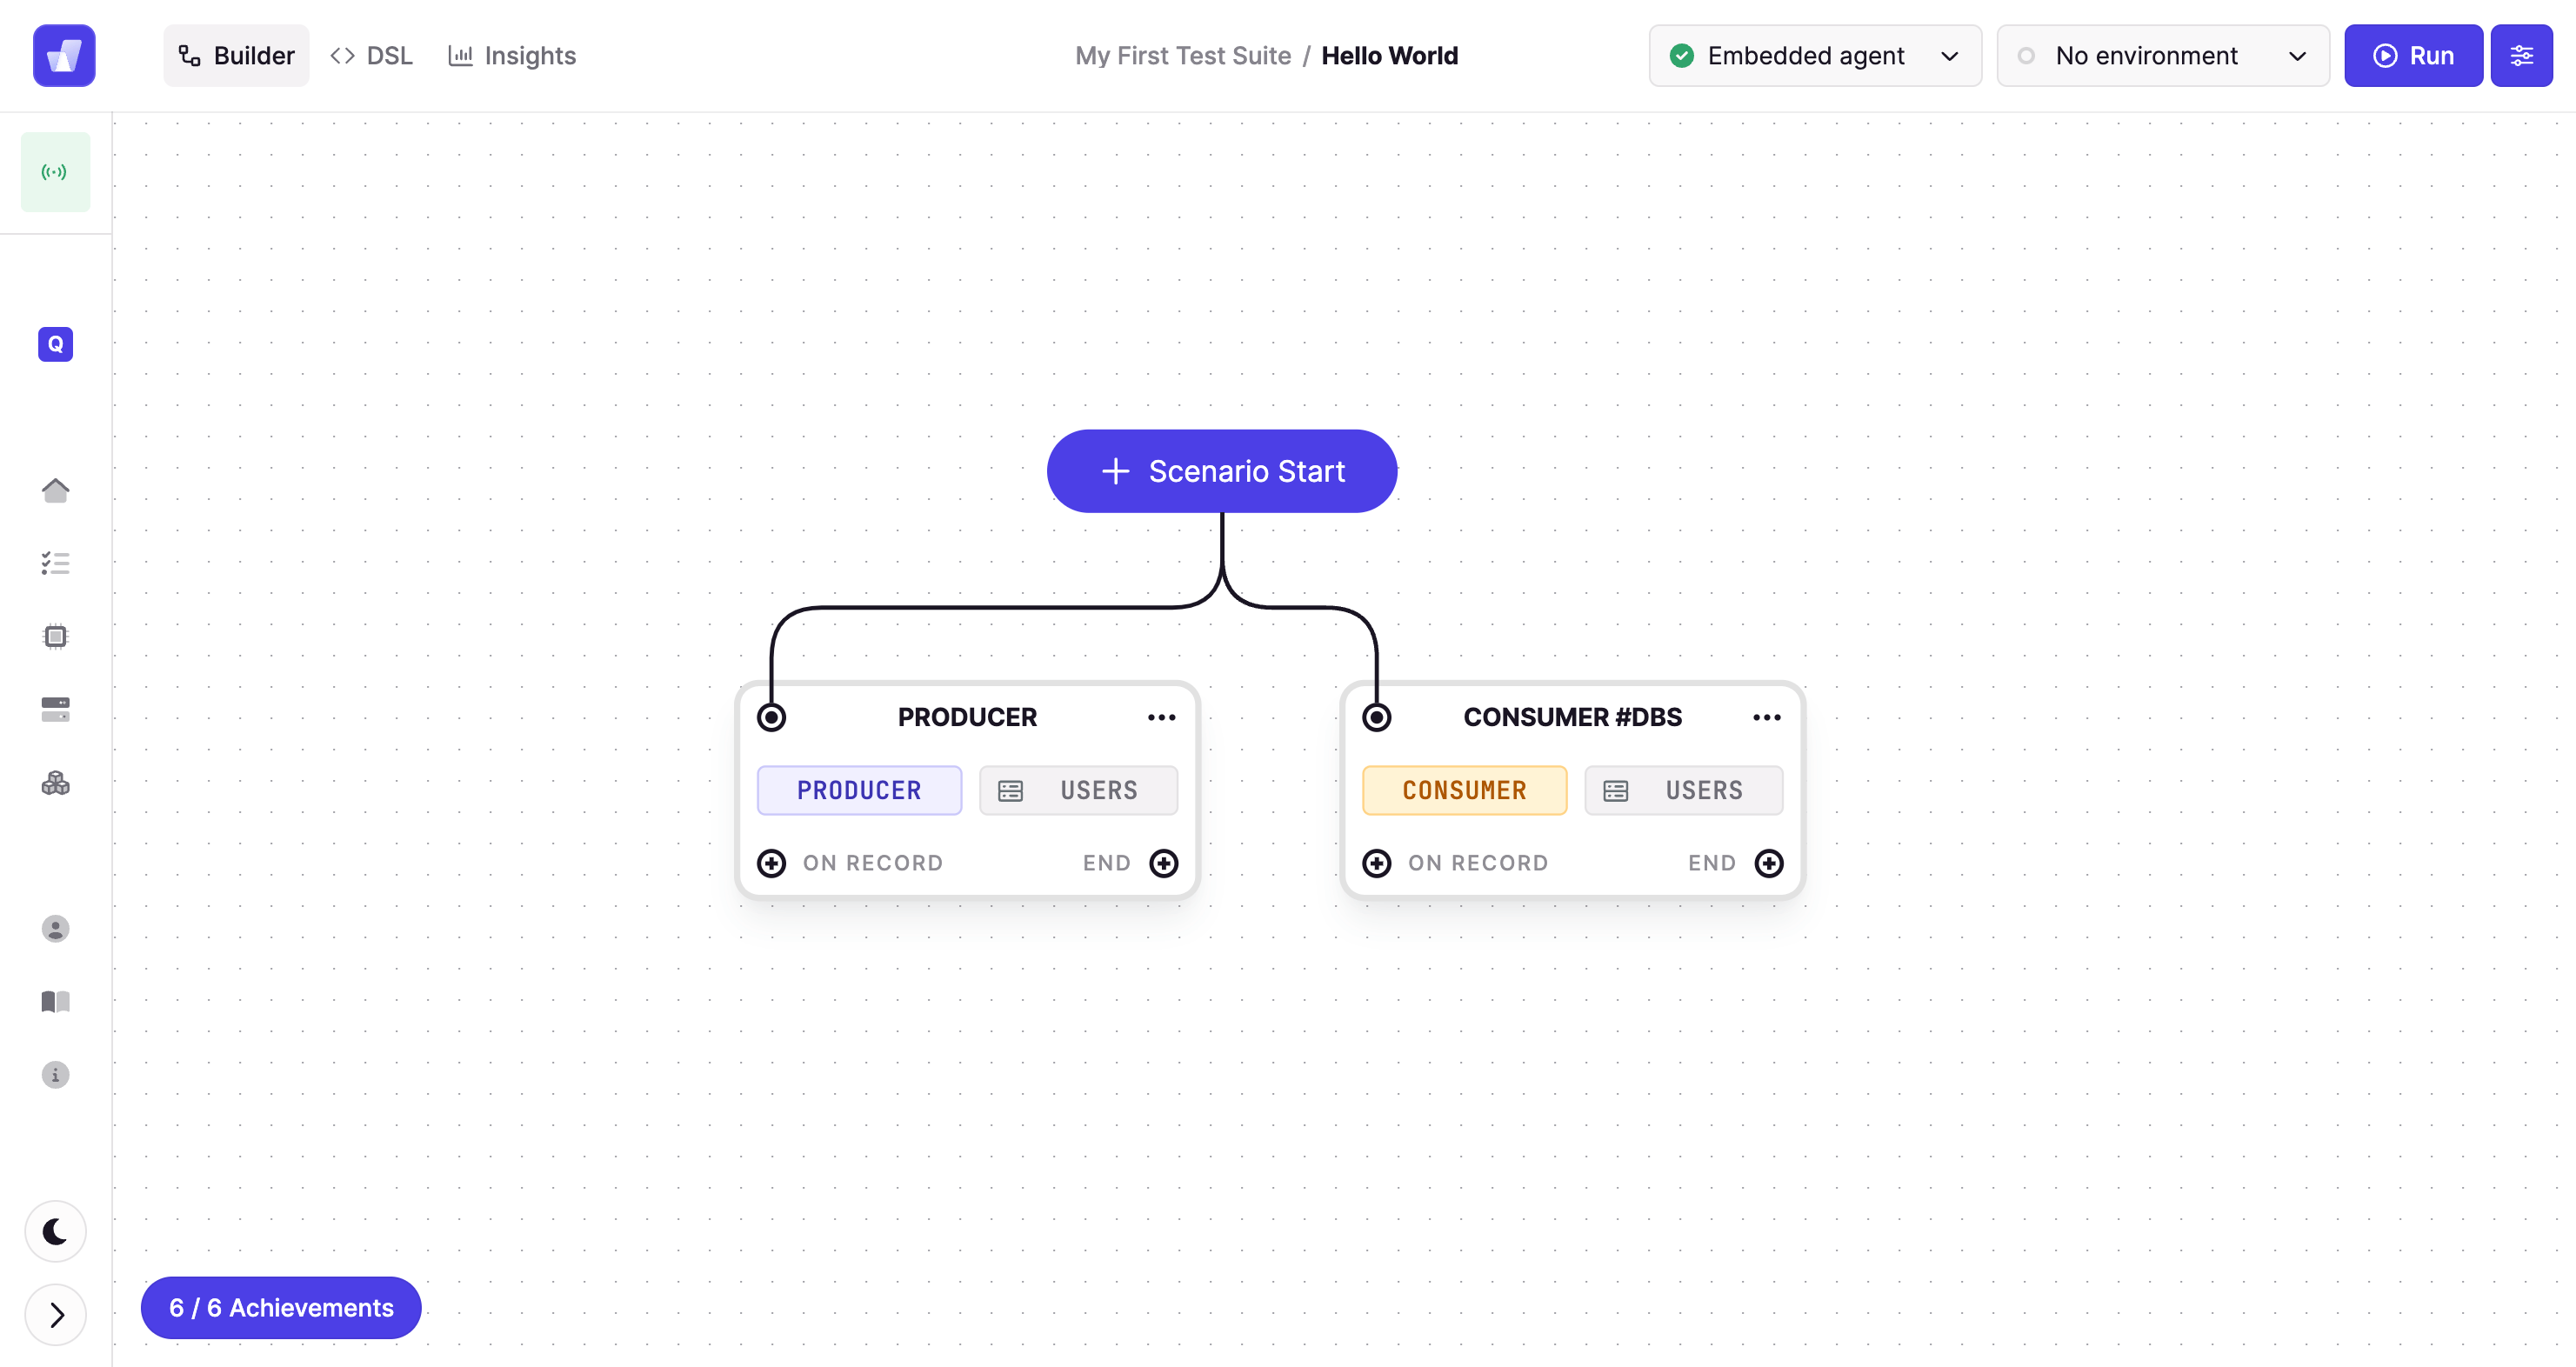 Builder
DSL
Insights
My First Test Suite / Hello World
Embedded agent
No environment
Run
Q
Scenario Start
PRODUCER
PRODUCER
USERS
ON RECORD
END
CONSUMER #DBS
CONSUMER
USERS
ON RECORD
END
6 / 6 Achievements